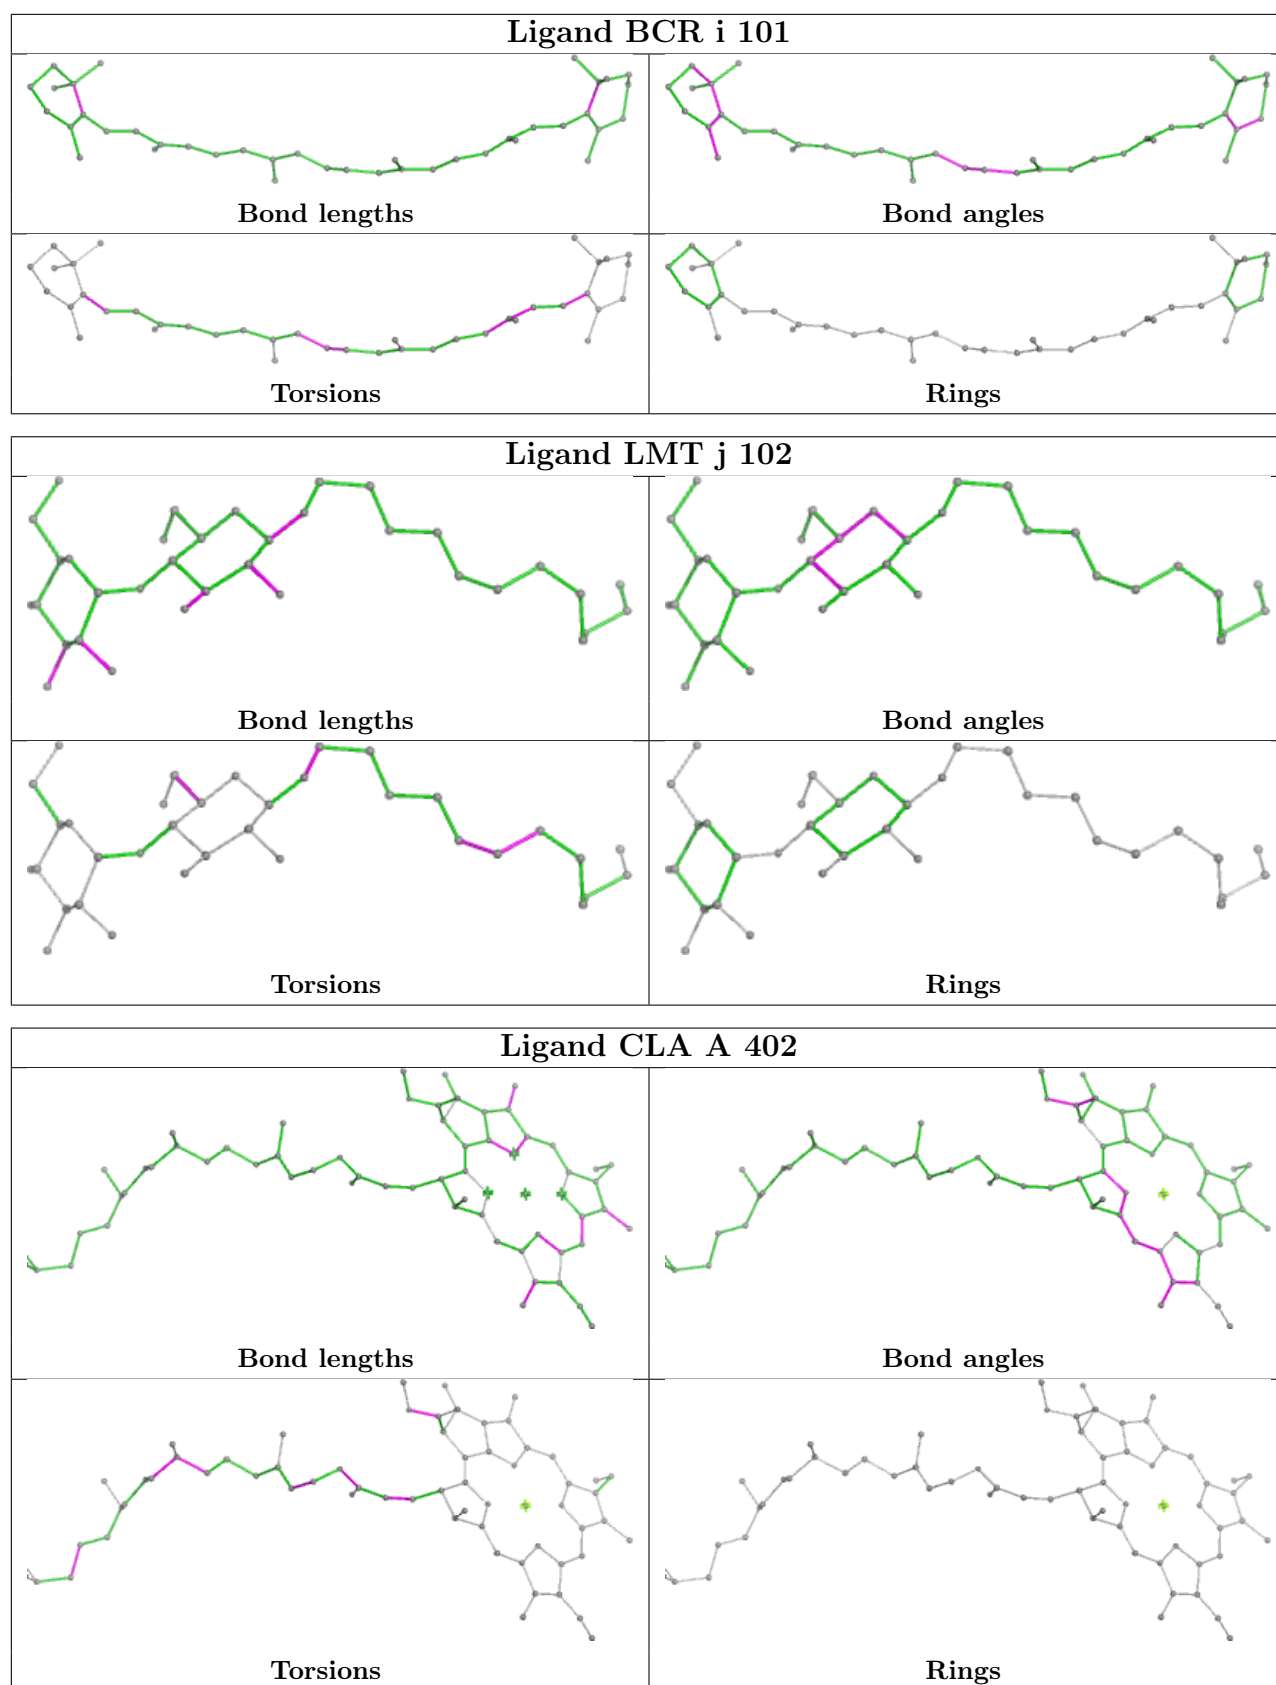 Ligand BCR i 101
Bond lengths
Bond angles
Torsions
Rings
Ligand LMT j 102
Bond lengths
Bond angles
Torsions
Rings
Ligand CLA A 402
Bond lengths
Bond angles
Torsions
Rings